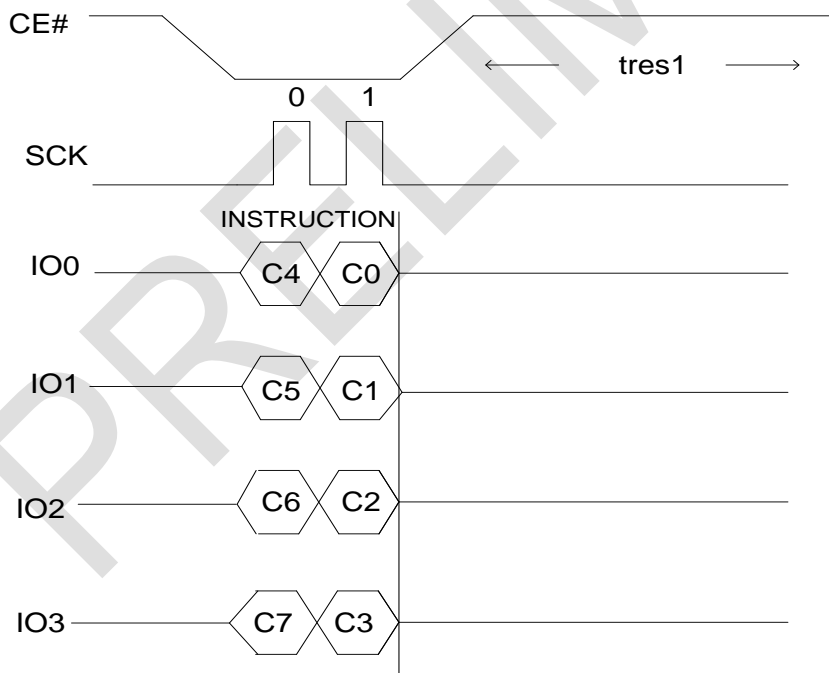 CE#
tres1
0 1
SCK
INSTRUCTION
IO0 C4 C0
IO1 C5 C1
IO2 C6 C2
IO3 C7 C3
PRELIM